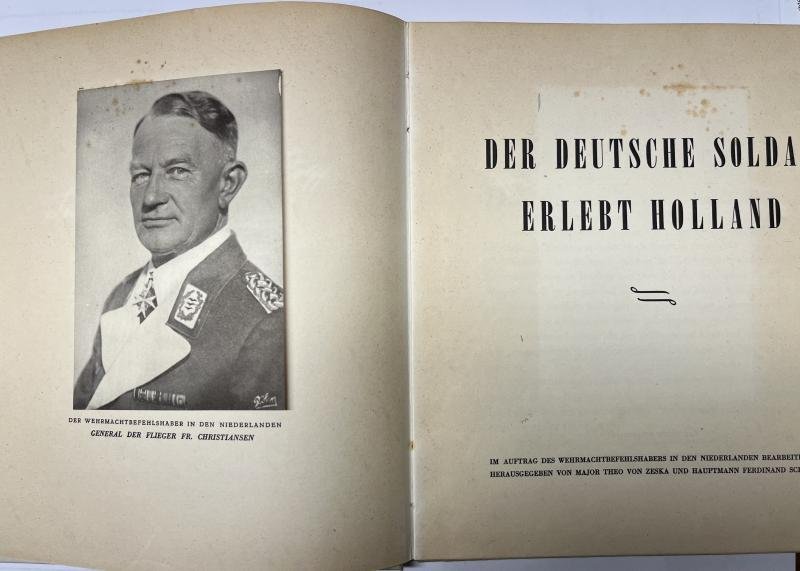 DER WEHRMACHTBEFEHLSHABER IN DEN NIEDERLANDEN
GENERAL DER FLIEGER FR. CHRISTIANSEN
DER DEUTSCHE SOLDA
ERLEBT HOLLAND
IM AUFTRAG DES WEHRMACHTBEFEHLSHABERS IN DEN NIEDERLANDEN BEARBEITE
HERAUSGEGEBEN VON MAJOR THEO VON ZESKA UND HAUPTMANN FERDINAND SC